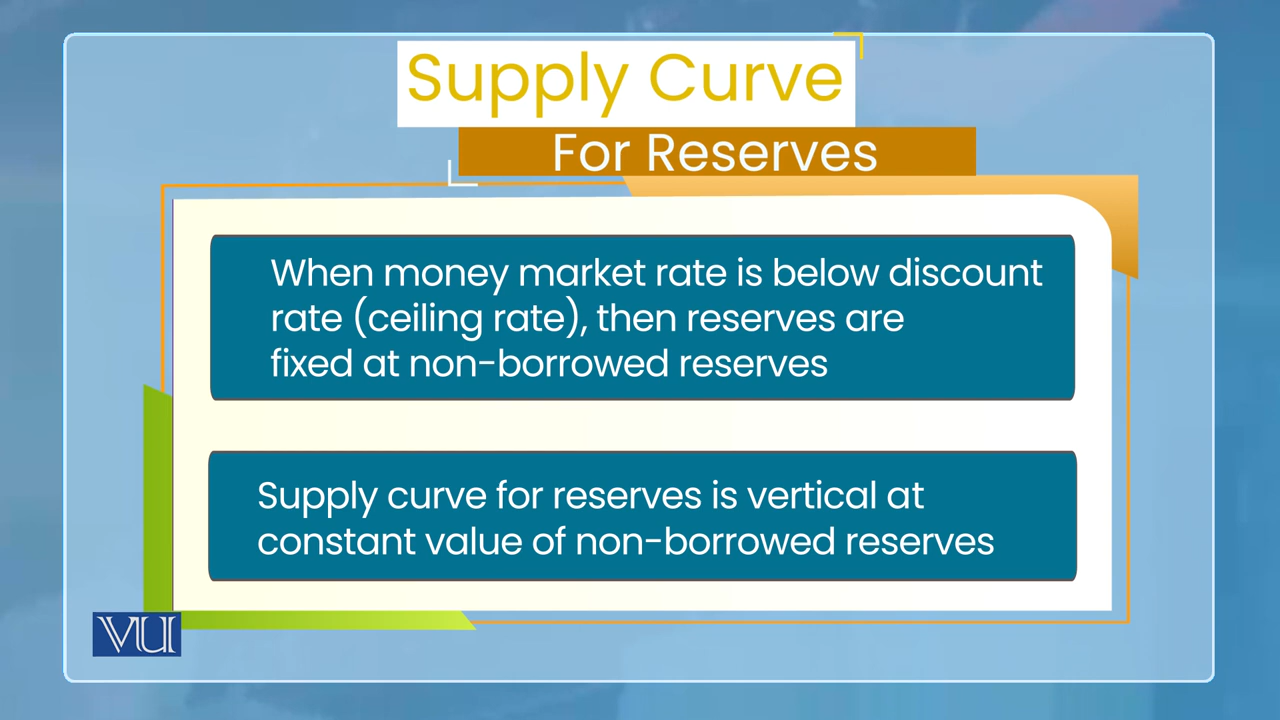 Supply Curve
For Reserves
When money market rate is below discount
rate (ceiling rate), then reserves are
fixed at non-borrowed reserves
Supply curve for reserves is vertical at
constant value of non-borrowed reserves
VU